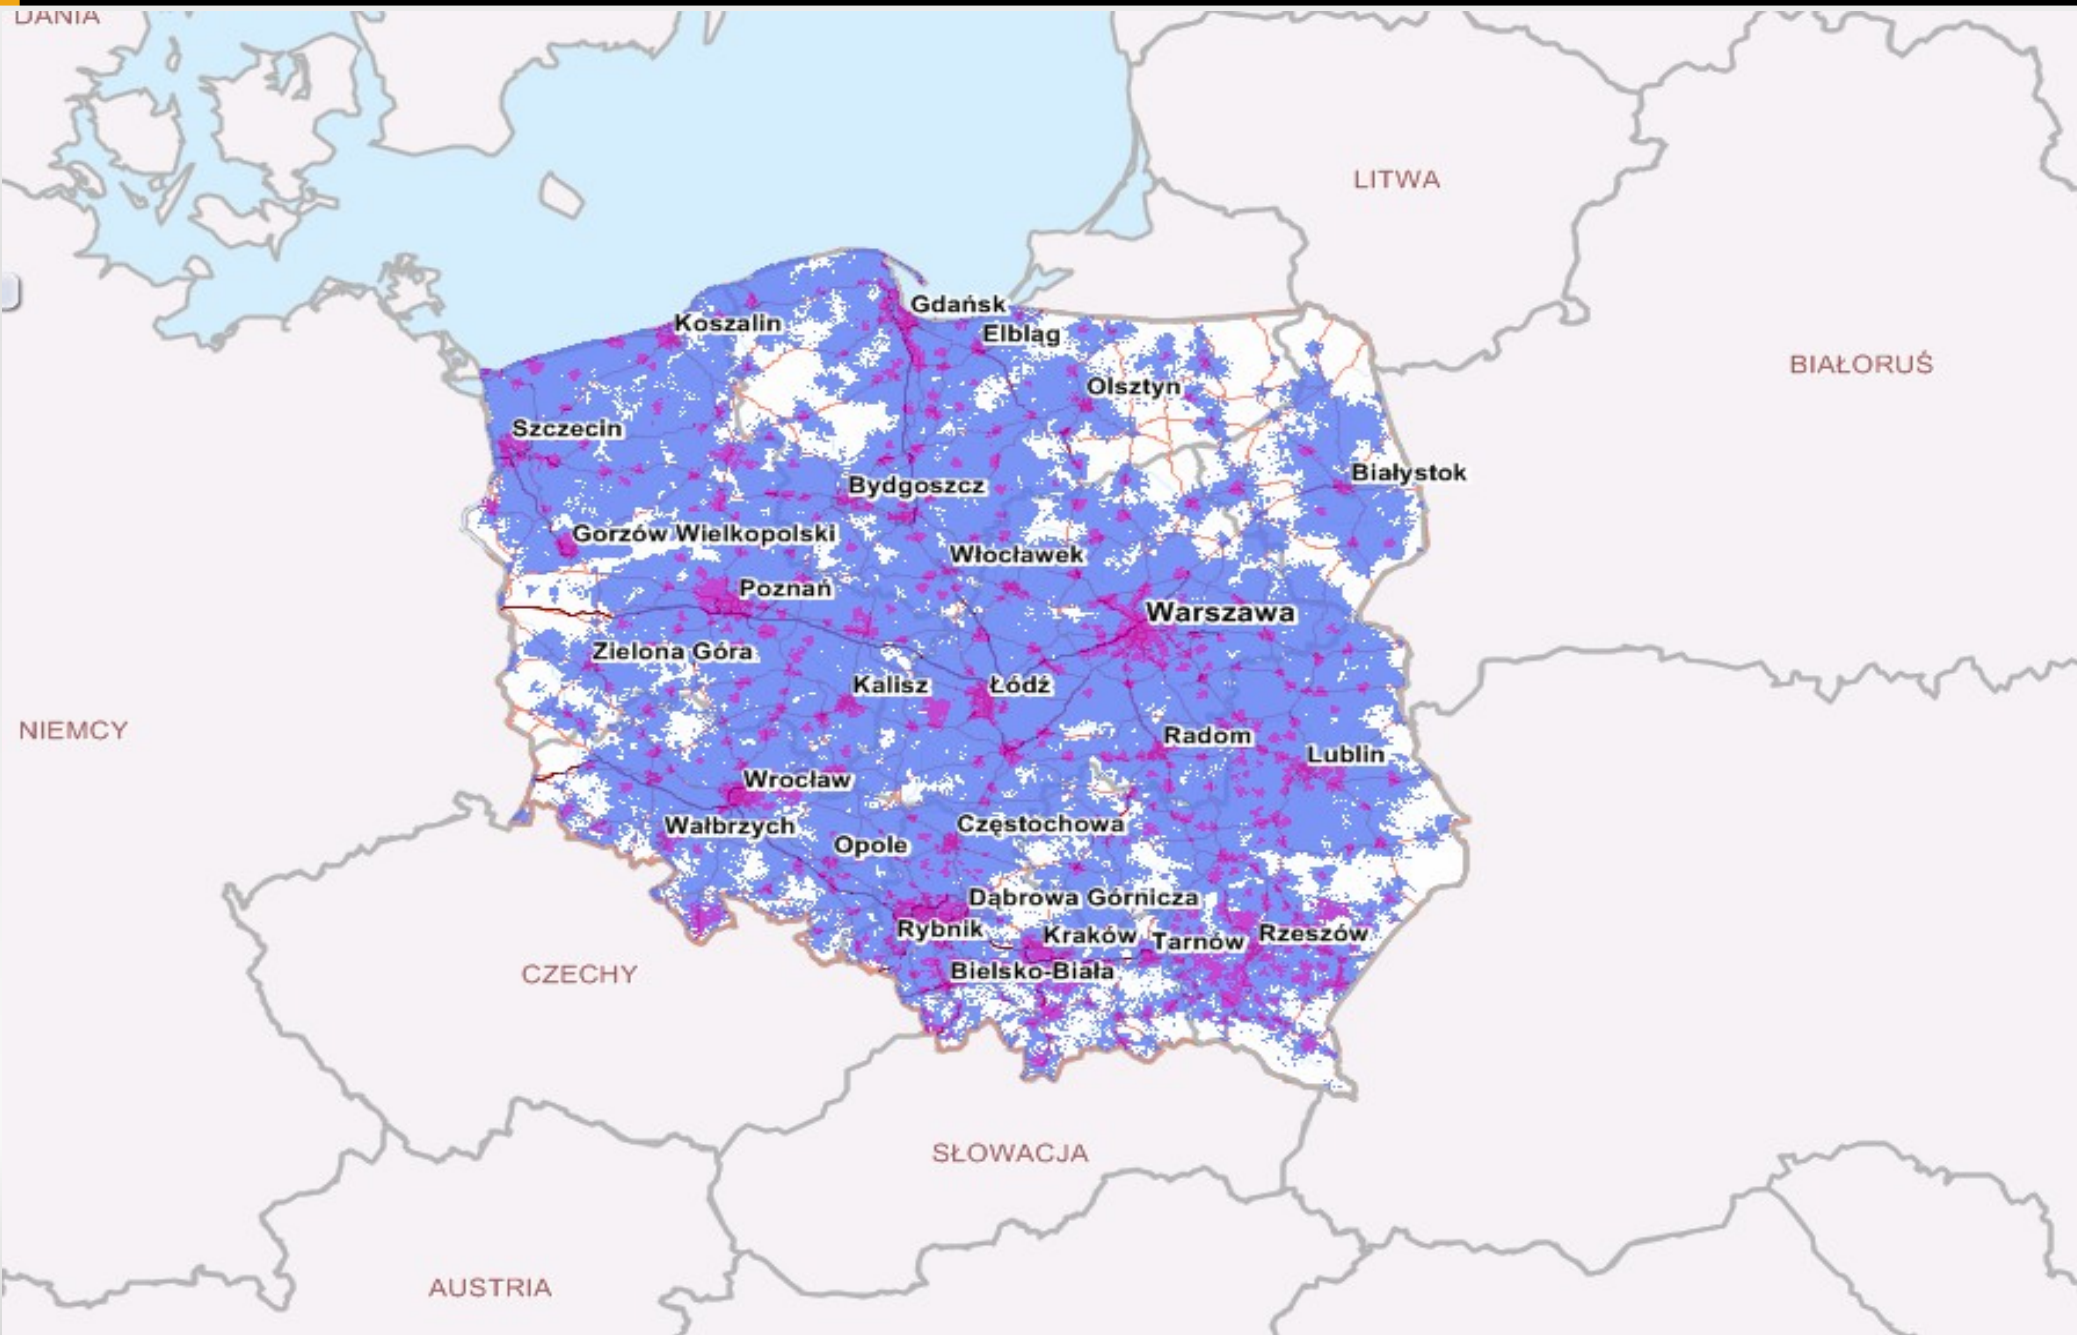 DANIA
LITWA
Gdańsk
Koszalin
Elbląg
BIAŁORUŚ
Olsztyn
Szczecin
Białystok
Bydgoszcz
Gorzów Wielkopolski
Włocławek
Poznań
Warszawa
Zielona Góra
Kalisz
Łódź
NIEMCY
Radom
Lublin
Wrocław
Wałbrzych
Częstochowa
Opole
Dąbrowa Górnicza
Rybnik
Kraków
Tarnów
Rzeszów
CZECHY
Bielsko-Biała
SŁOWACJA
AUSTRIA